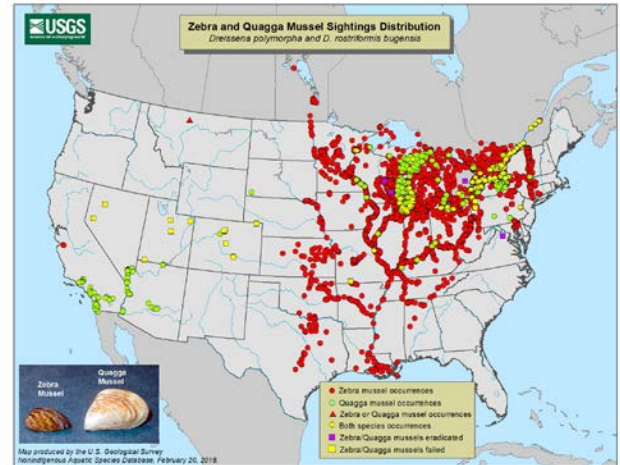 USGS
science for a changing world
Zebra and Quagga Mussel Sightings Distribution
Dreissena polymorpha and D. rostriformis bugensis
Zebra
Mussel
Quagga
Mussel
Zebra mussel occurrences
Quagga mussel occurrences
Zebra or Quagga mussel occurrences
Both species occurrences
Zebra/Quagga mussels eradicated
Zebra/Quagga mussels failed
Map produced by the U.S. Geological Survey
Nonindigenous Aquatic Species Database, February 20, 2018.